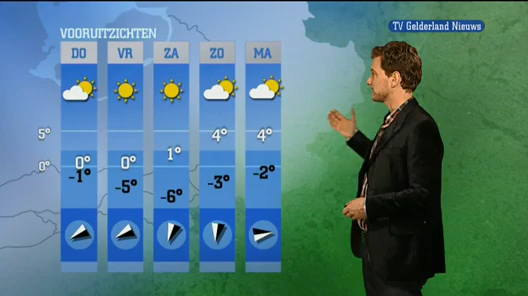 TV Gelderland Nieuws
VOORUITZICHTEN
DO VR ZA ZO MA
5°
0°
0° 0° 1° 4° 4°
-1° -5° -6° -3° -2°